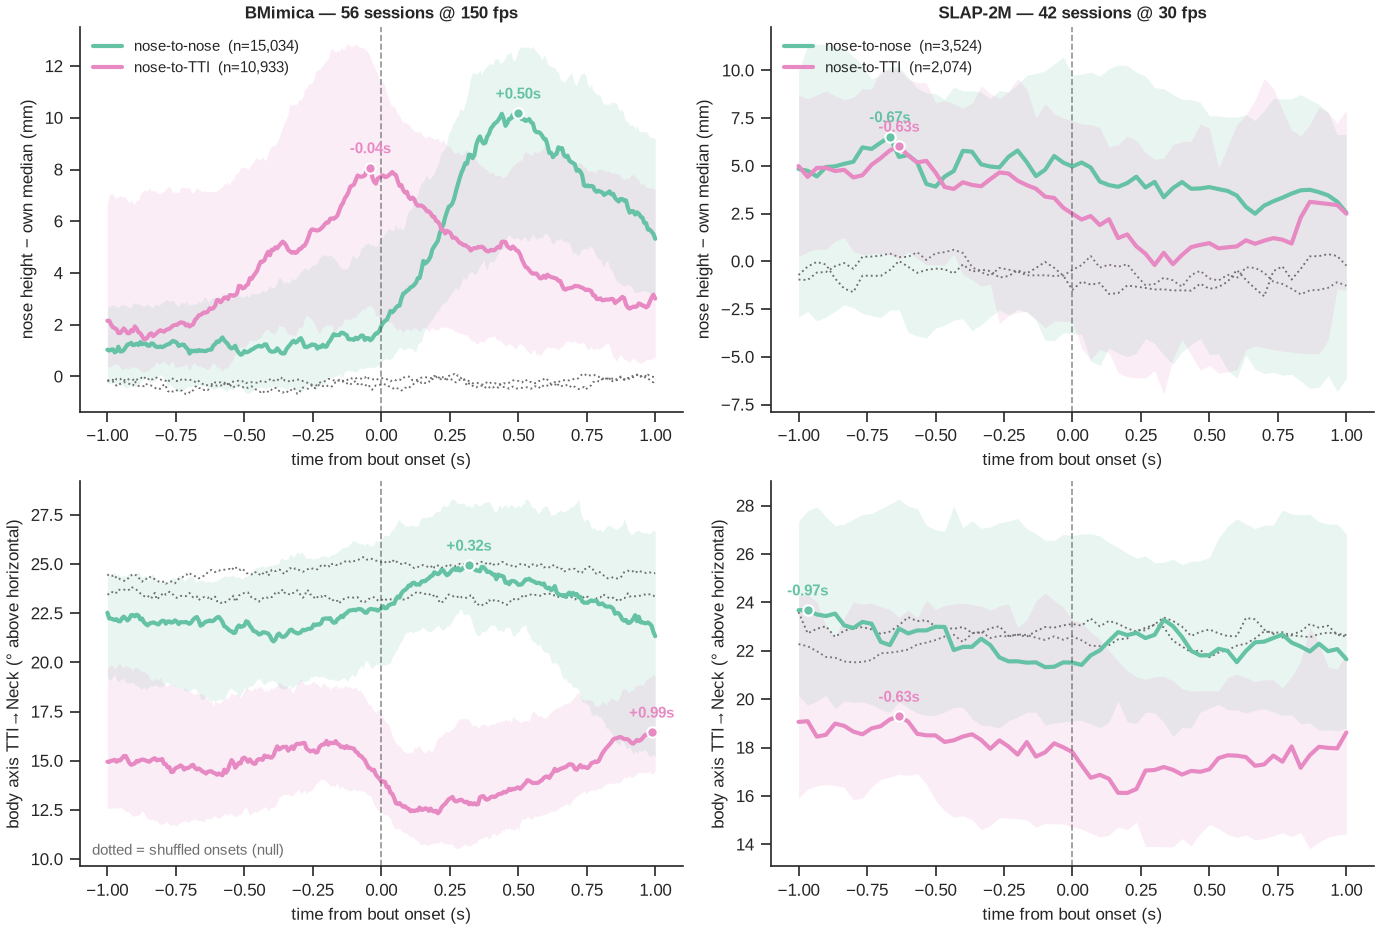 BMimica — 56 sessions @ 150 fps
nose-to-nose (n=15,034)
nose-to-TTI (n=10,933)
+0.50s
-0.04s
nose height − own median (mm)
12
10
8
6
4
2
0
−1.00 −0.75 −0.50 −0.25 0.00 0.25 0.50 0.75 1.00
time from bout onset (s)
SLAP-2M — 42 sessions @ 30 fps
nose-to-nose (n=3,524)
nose-to-TTI (n=2,074)
-0.67s
-0.63s
nose height − own median (mm)
10.0
7.5
5.0
2.5
0.0
−2.5
−5.0
−7.5
−1.00 −0.75 −0.50 −0.25 0.00 0.25 0.50 0.75 1.00
time from bout onset (s)
+0.32s
+0.99s
body axis TTI→Neck (° above horizontal)
27.5
25.0
22.5
20.0
17.5
15.0
12.5
10.0
dotted = shuffled onsets (null)
−1.00 −0.75 −0.50 −0.25 0.00 0.25 0.50 0.75 1.00
time from bout onset (s)
-0.97s
-0.63s
body axis TTI→Neck (° above horizontal)
28
26
24
22
20
18
16
14
−1.00 −0.75 −0.50 −0.25 0.00 0.25 0.50 0.75 1.00
time from bout onset (s)